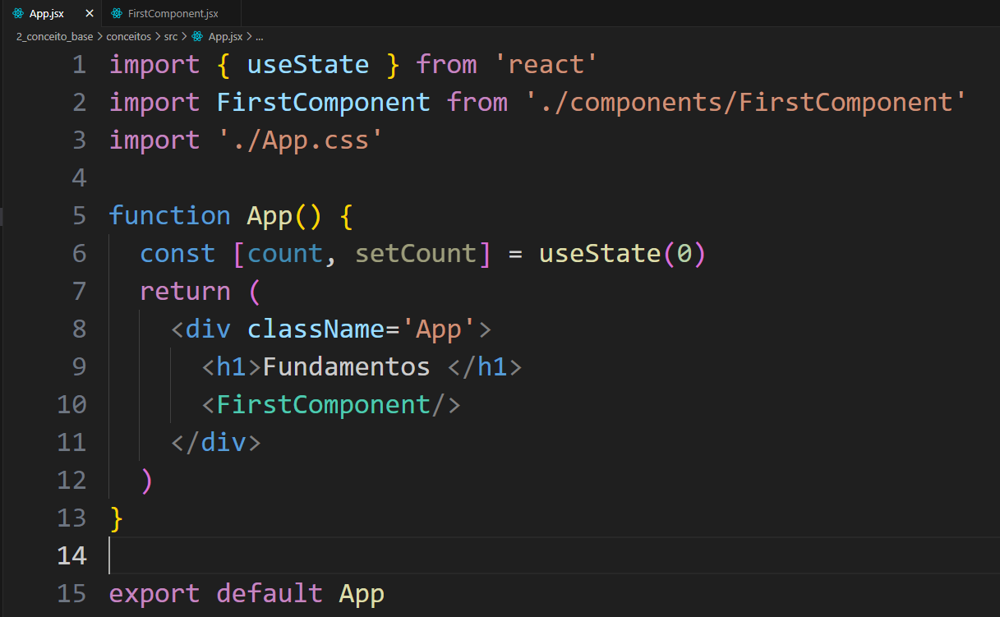 App.jsx × FirstComponent.jsx
2_conceito_base > conceitos > src > App.jsx > ...
1 import { useState } from 'react'
2 import FirstComponent from './components/FirstComponent'
3 import './App.css'
4
5 function App() {
6   const [count, setCount] = useState(0)
7   return (
8     <div className='App'>
9       <h1>Fundamentos </h1>
10       <FirstComponent/>
11     </div>
12   )
13 }
14
15 export default App